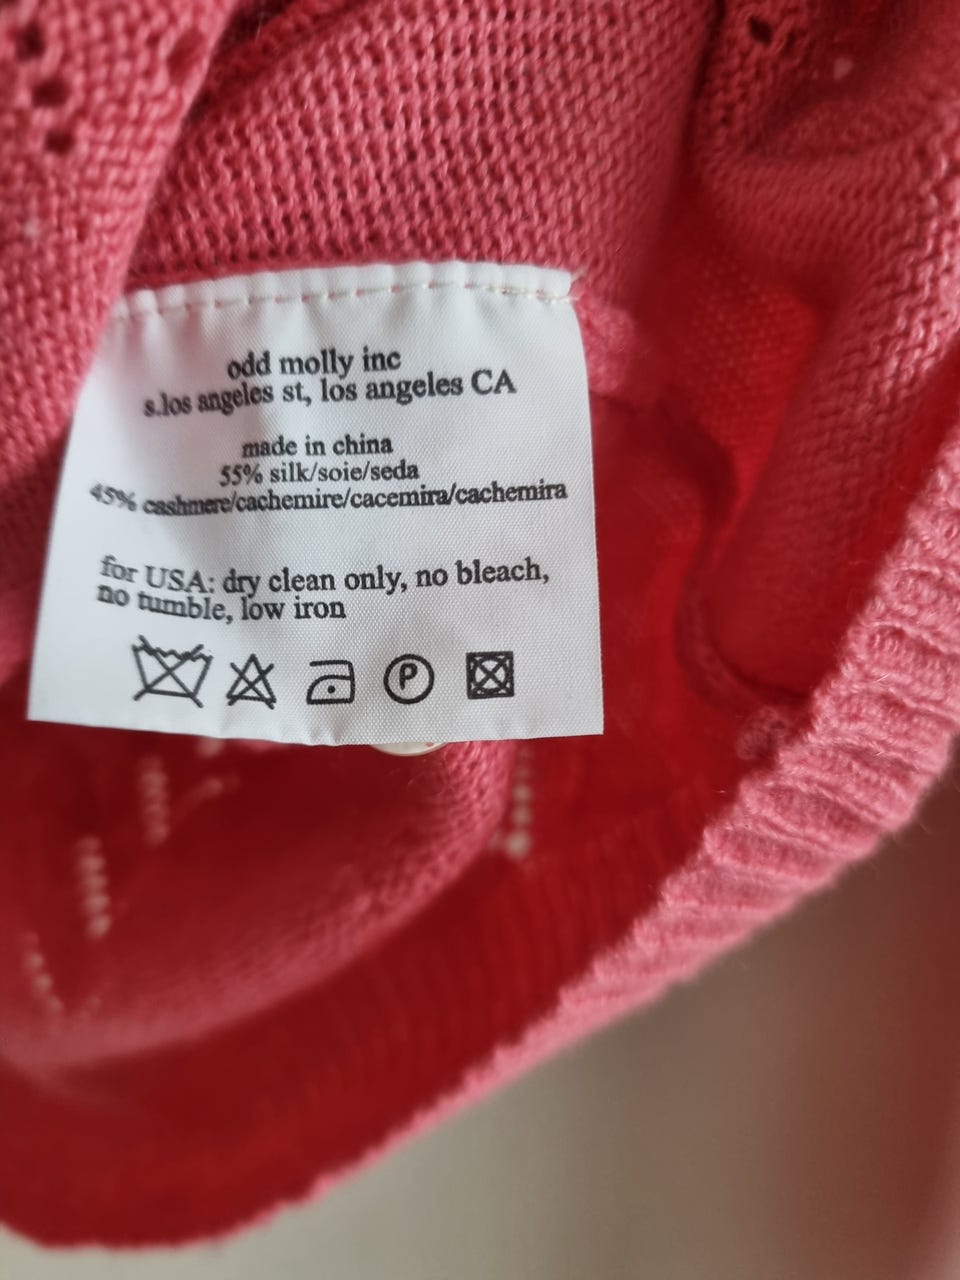 odd molly inc
s.los angeles st, los angeles CA
made in china
55% silk/soie/seda
45% cashmere/cachemire/cacemira/cachemira
for USA: dry clean only, no bleach,
no tumble, low iron
P